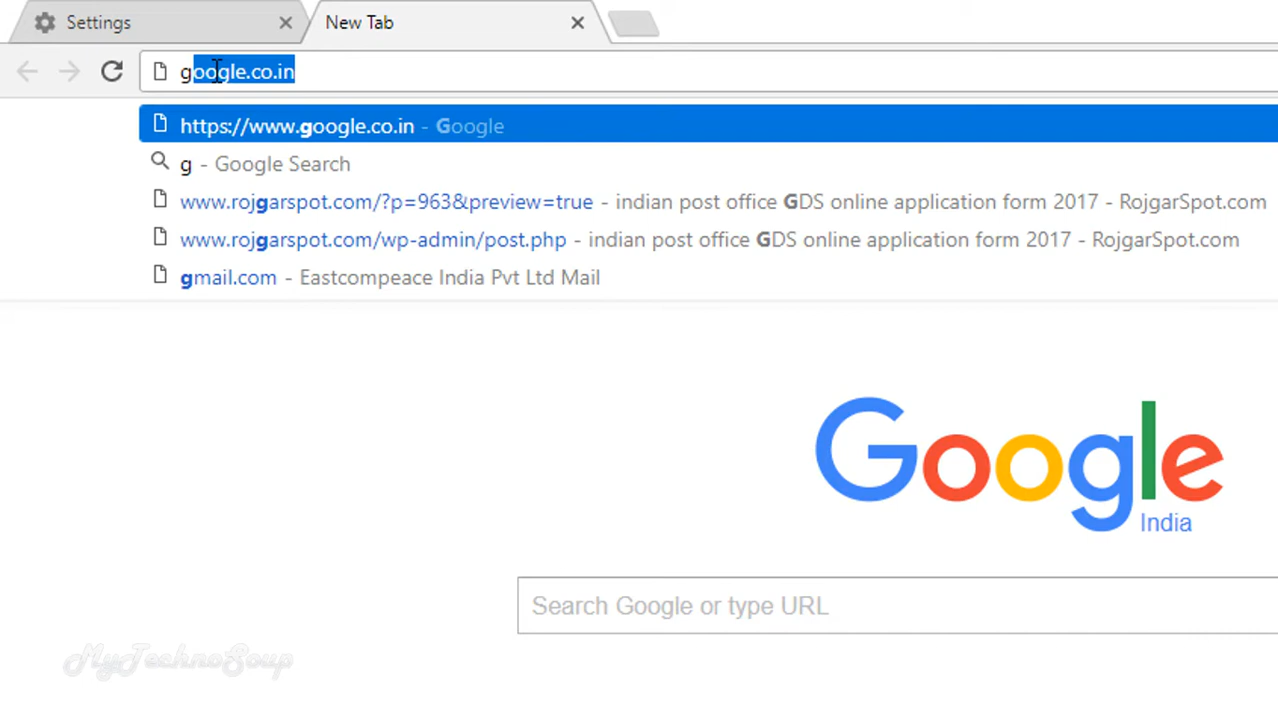 Settings
New Tab
google.co.in
https://www.google.co.in - Google
g - Google Search
www.rojgarspot.com/?p=963&preview=true - indian post office GDS online application form 2017 - RojgarSpot.com
www.rojgarspot.com/wp-admin/post.php - indian post office GDS online application form 2017 - RojgarSpot.com
gmail.com - Eastcompeace India Pvt Ltd Mail
Google
India
Search Google or type URL
MyTechnoSoup